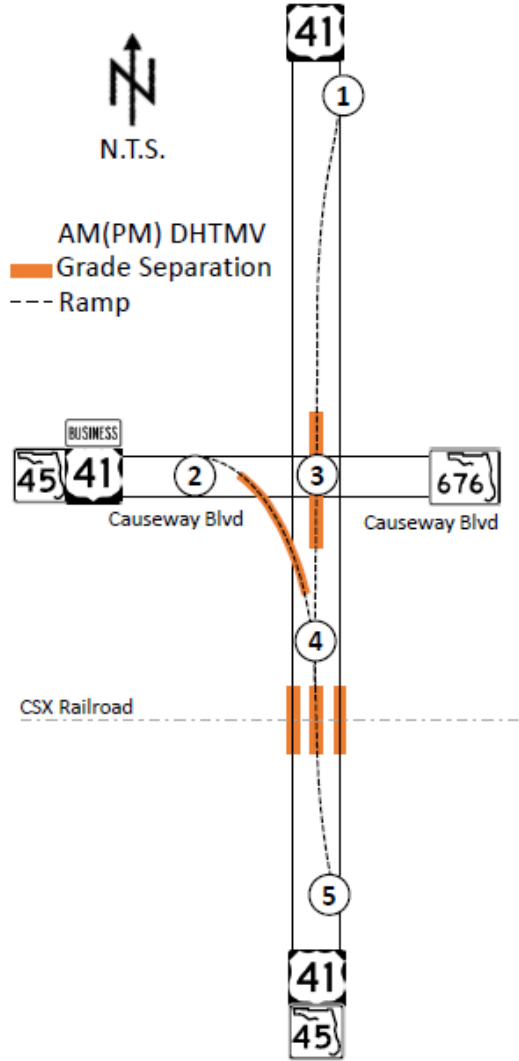 41
1
N
N.T.S.
AM(PM) DHTMV
Grade Separation
Ramp
BUSINESS
45 41 2 3 676
Causeway Blvd Causeway Blvd
4
CSX Railroad
5
41
45